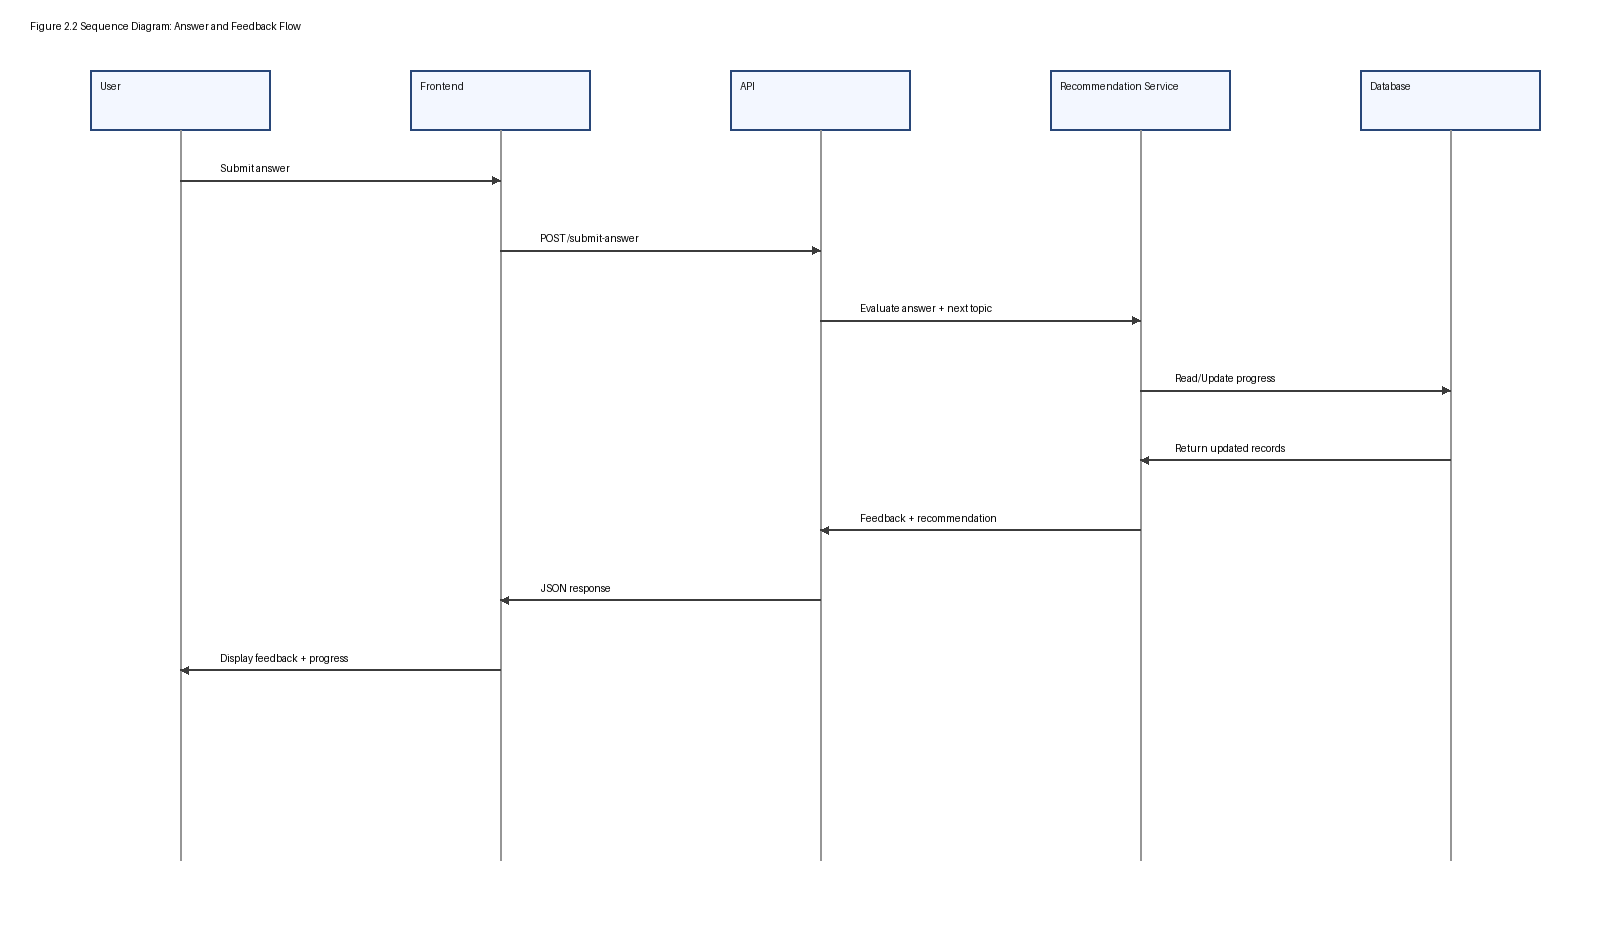 Figure 2.2 Sequence Diagram: Answer and Feedback Flow
User
Frontend
API
Recommendation Service
Database
Submit answer
POST /submit-answer
Evaluate answer + next topic
Read/Update progress
Return updated records
Feedback + recommendation
JSON response
Display feedback + progress